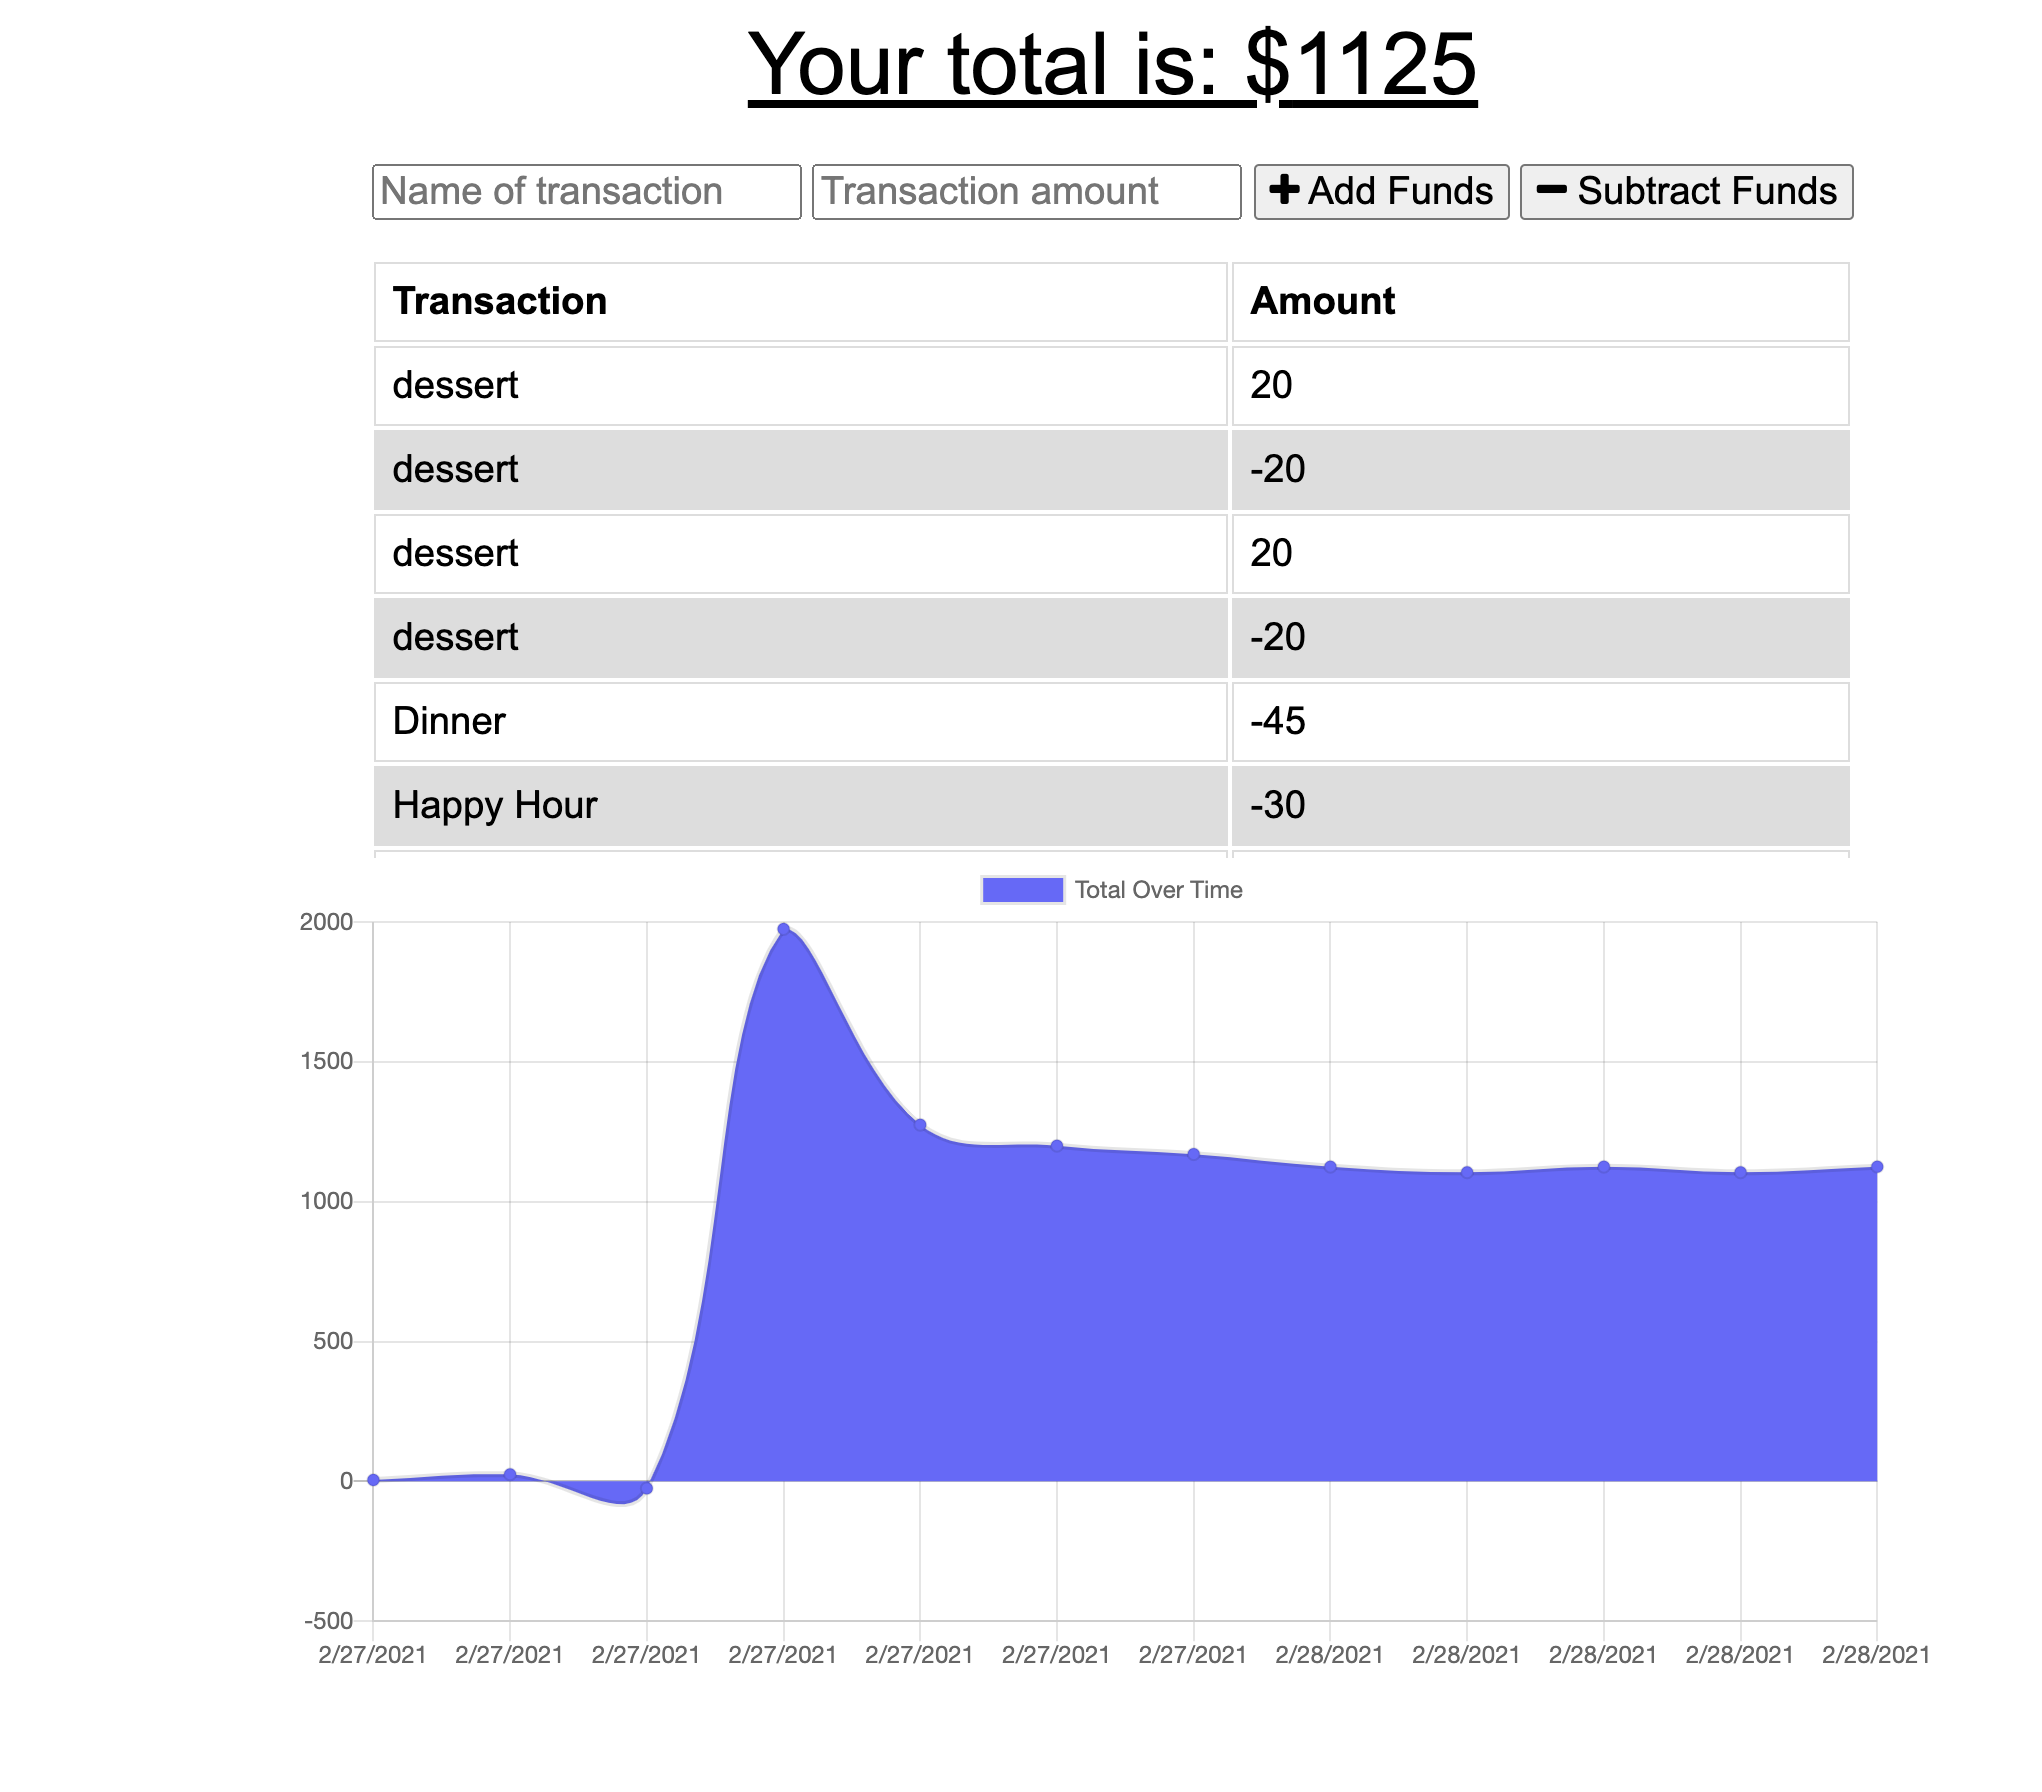 Your total is: $1125
Name of transaction Transaction amount Add Funds Subtract Funds
Transaction Amount
dessert 20
dessert -20
dessert 20
dessert -20
Dinner -45
Happy Hour -30
Total Over Time
2000
1500
1000
500
0
-500
2/27/2021 2/27/2021 2/27/2021 2/27/2021 2/27/2021 2/27/2021 2/27/2021 2/28/2021 2/28/2021 2/28/2021 2/28/2021 2/28/2021